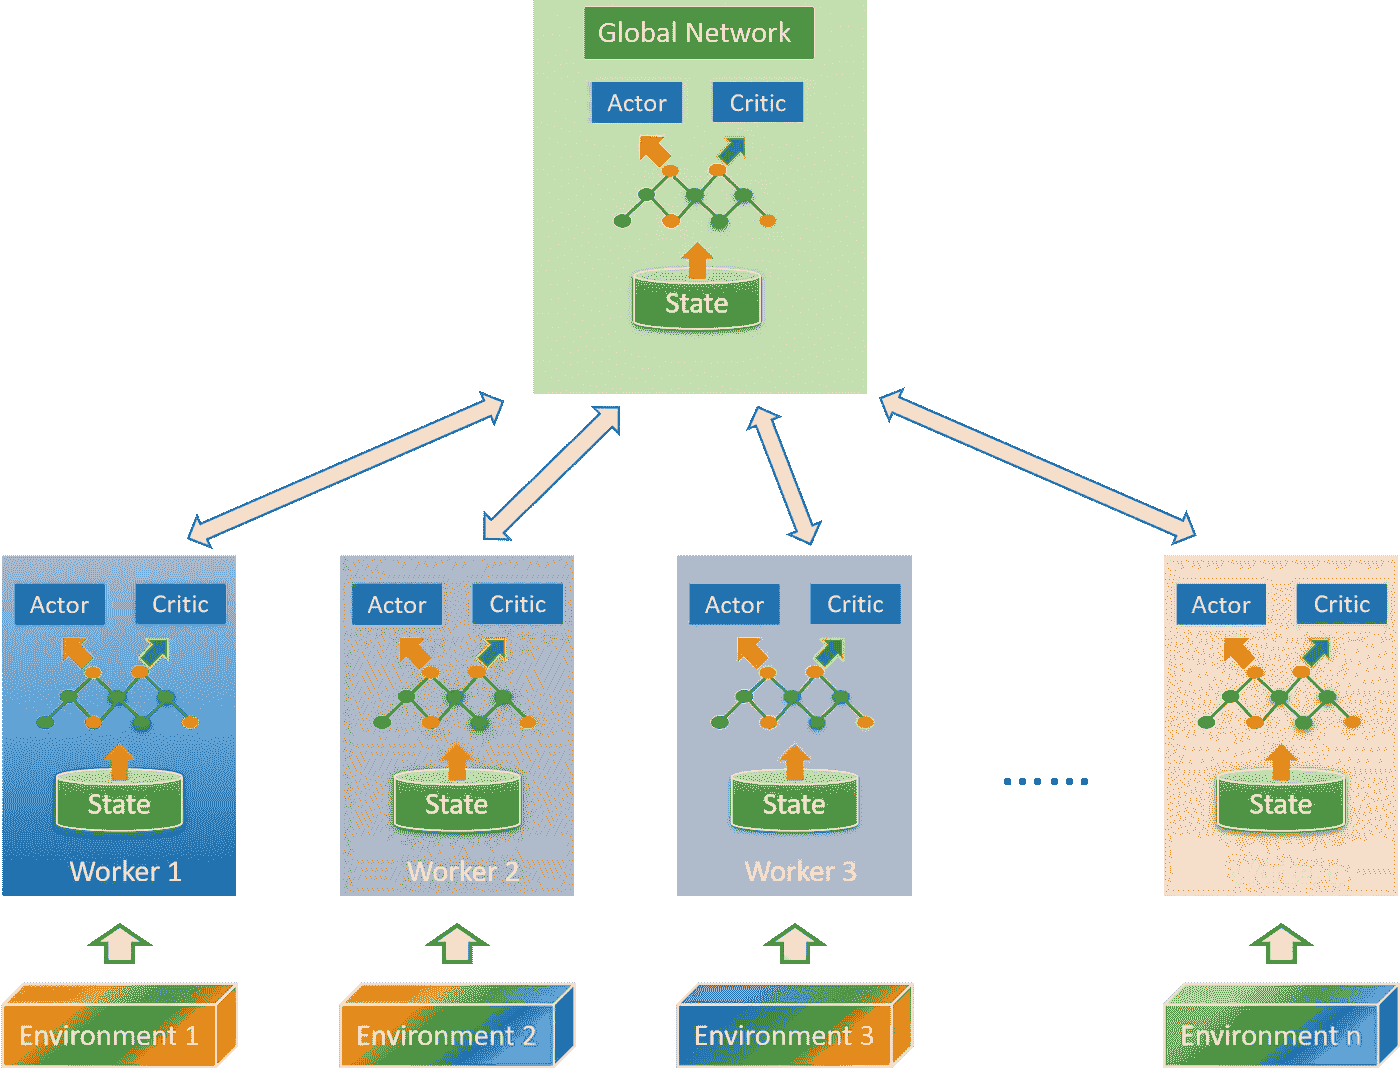 Global Network
Actor
Critic
State
Actor
Critic
Actor
Critic
Actor
Critic
Actor
Critic
State
State
State
State
Worker 1
Worker 2
Worker 3
Environment 1
Environment 2
Environment 3
Environment n